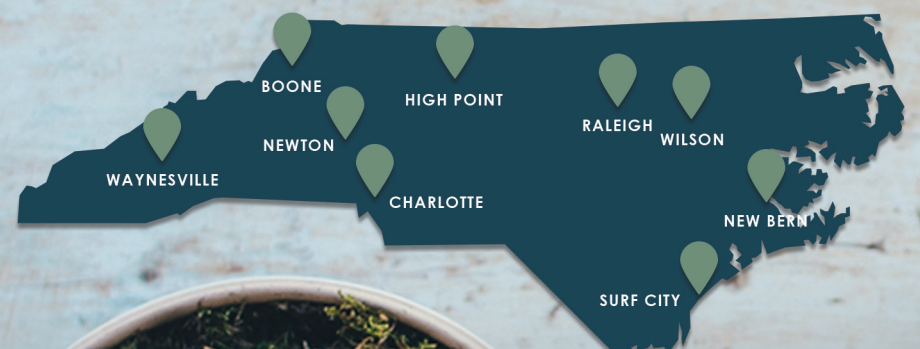 BOONE
HIGH POINT
RALEIGH
WILSON
NEWTON
WAYNESVILLE
CHARLOTTE
NEW BERN
SURF CITY